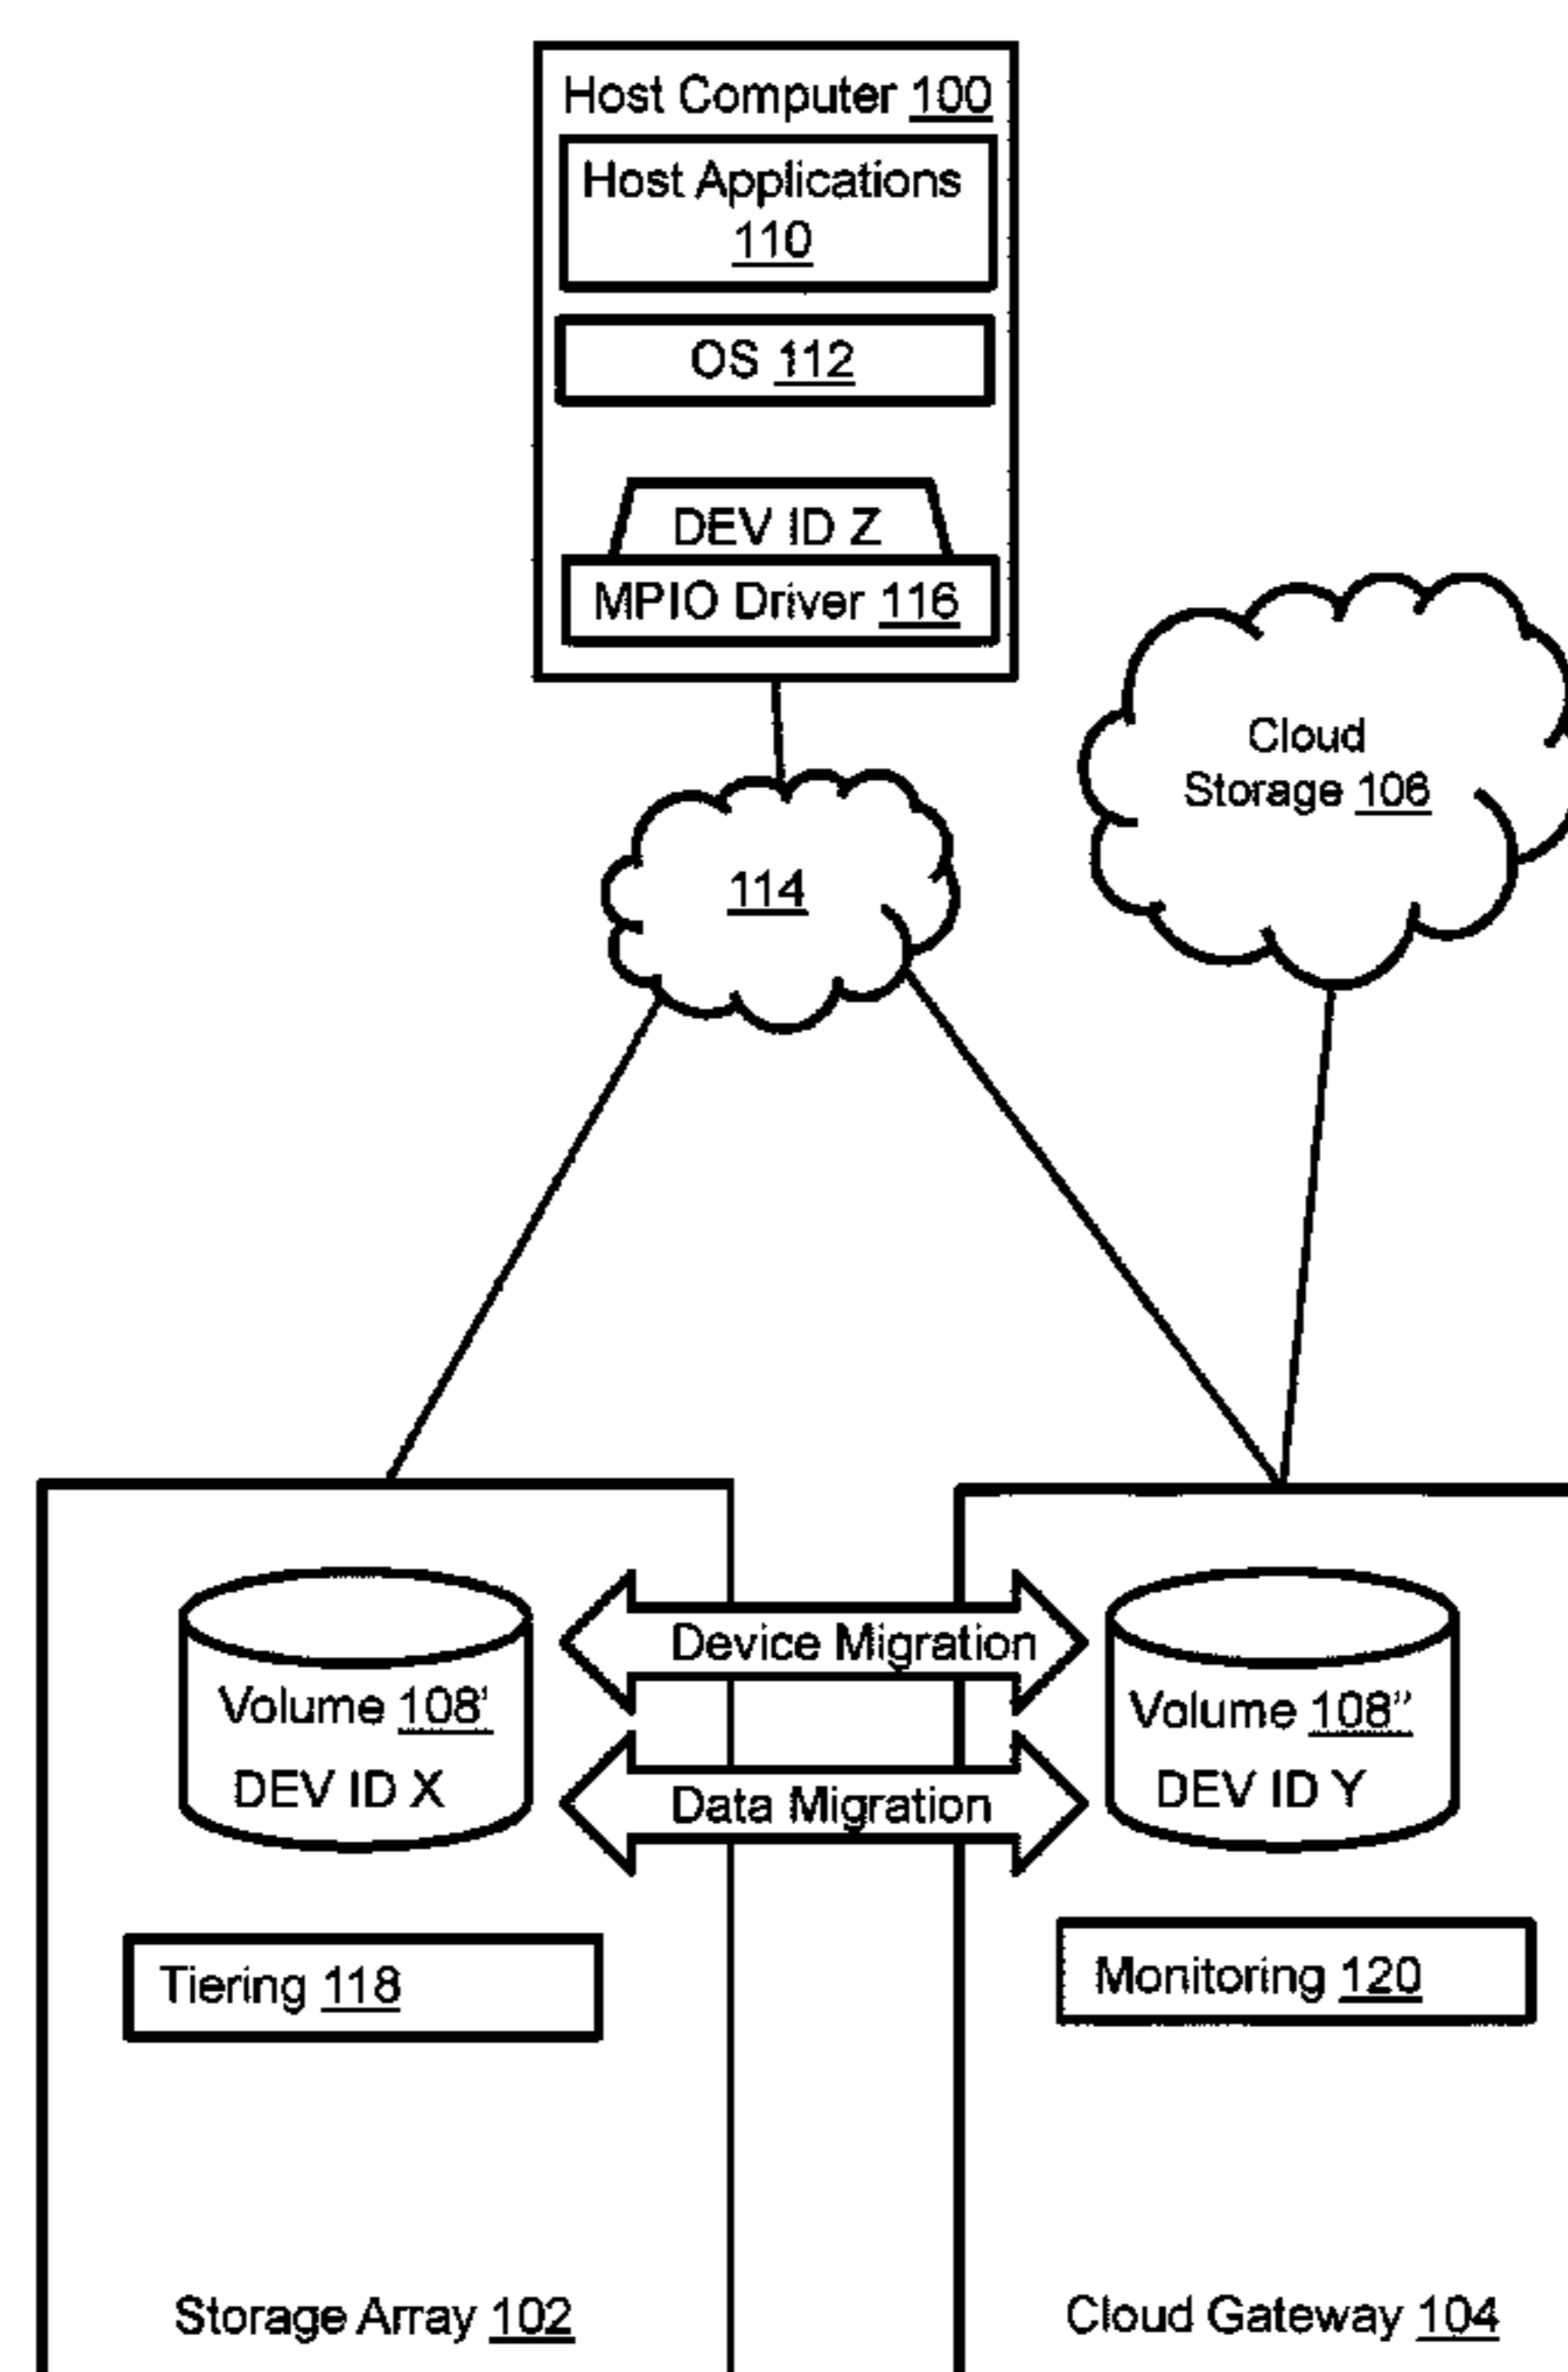 Host Computer 100
Host Applications
110
OS 112
DEV ID Z
MPIO Driver 116
Cloud
Storage 106
114
Device Migration
Volume 108'
Volume 108”
DEV ID X
DEV ID Y
Data Migration
Tiering 118
Monitoring 120
Storage Array 102
Cloud Gateway 104